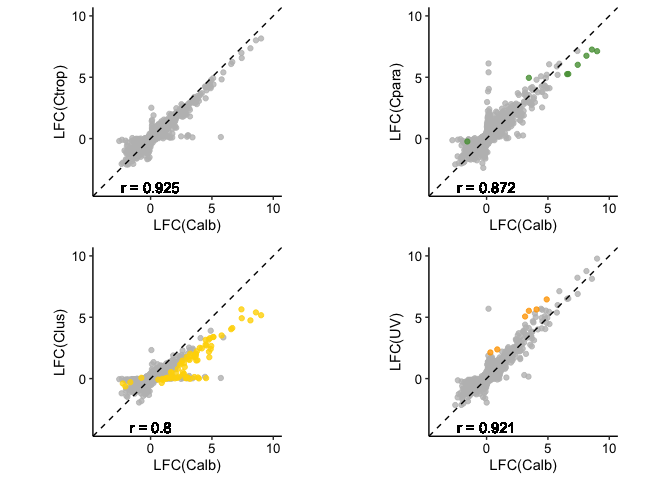 10
5
0
LFC(Ctrop)
r = 0.925
0 5 10
LFC(Calb)
10
5
0
LFC(Cpara)
r = 0.872
0 5 10
LFC(Calb)
10
5
0
LFC(Clus)
r = 0.8
0 5 10
LFC(Calb)
10
5
0
LFC(UV)
r = 0.921
0 5 10
LFC(Calb)